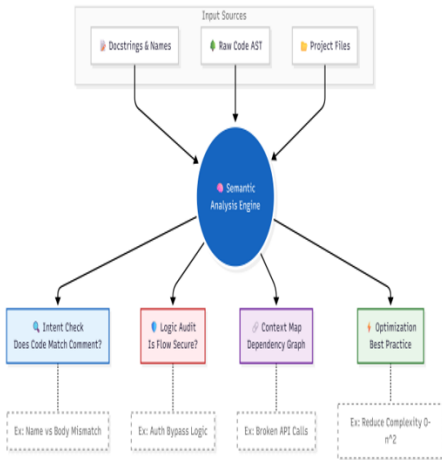 Input Sources
Docstrings & Names
Raw Code AST
Project Files
Semantic
Analysis Engine
Intent Check
Does Code Match Comment?
Logic Audit
Is Flow Secure?
Context Map
Dependency Graph
Optimization
Best Practice
Ex: Name vs Body Mismatch
Ex: Auth Bypass Logic
Ex: Broken API Calls
Ex: Reduce Complexity O-
n^2